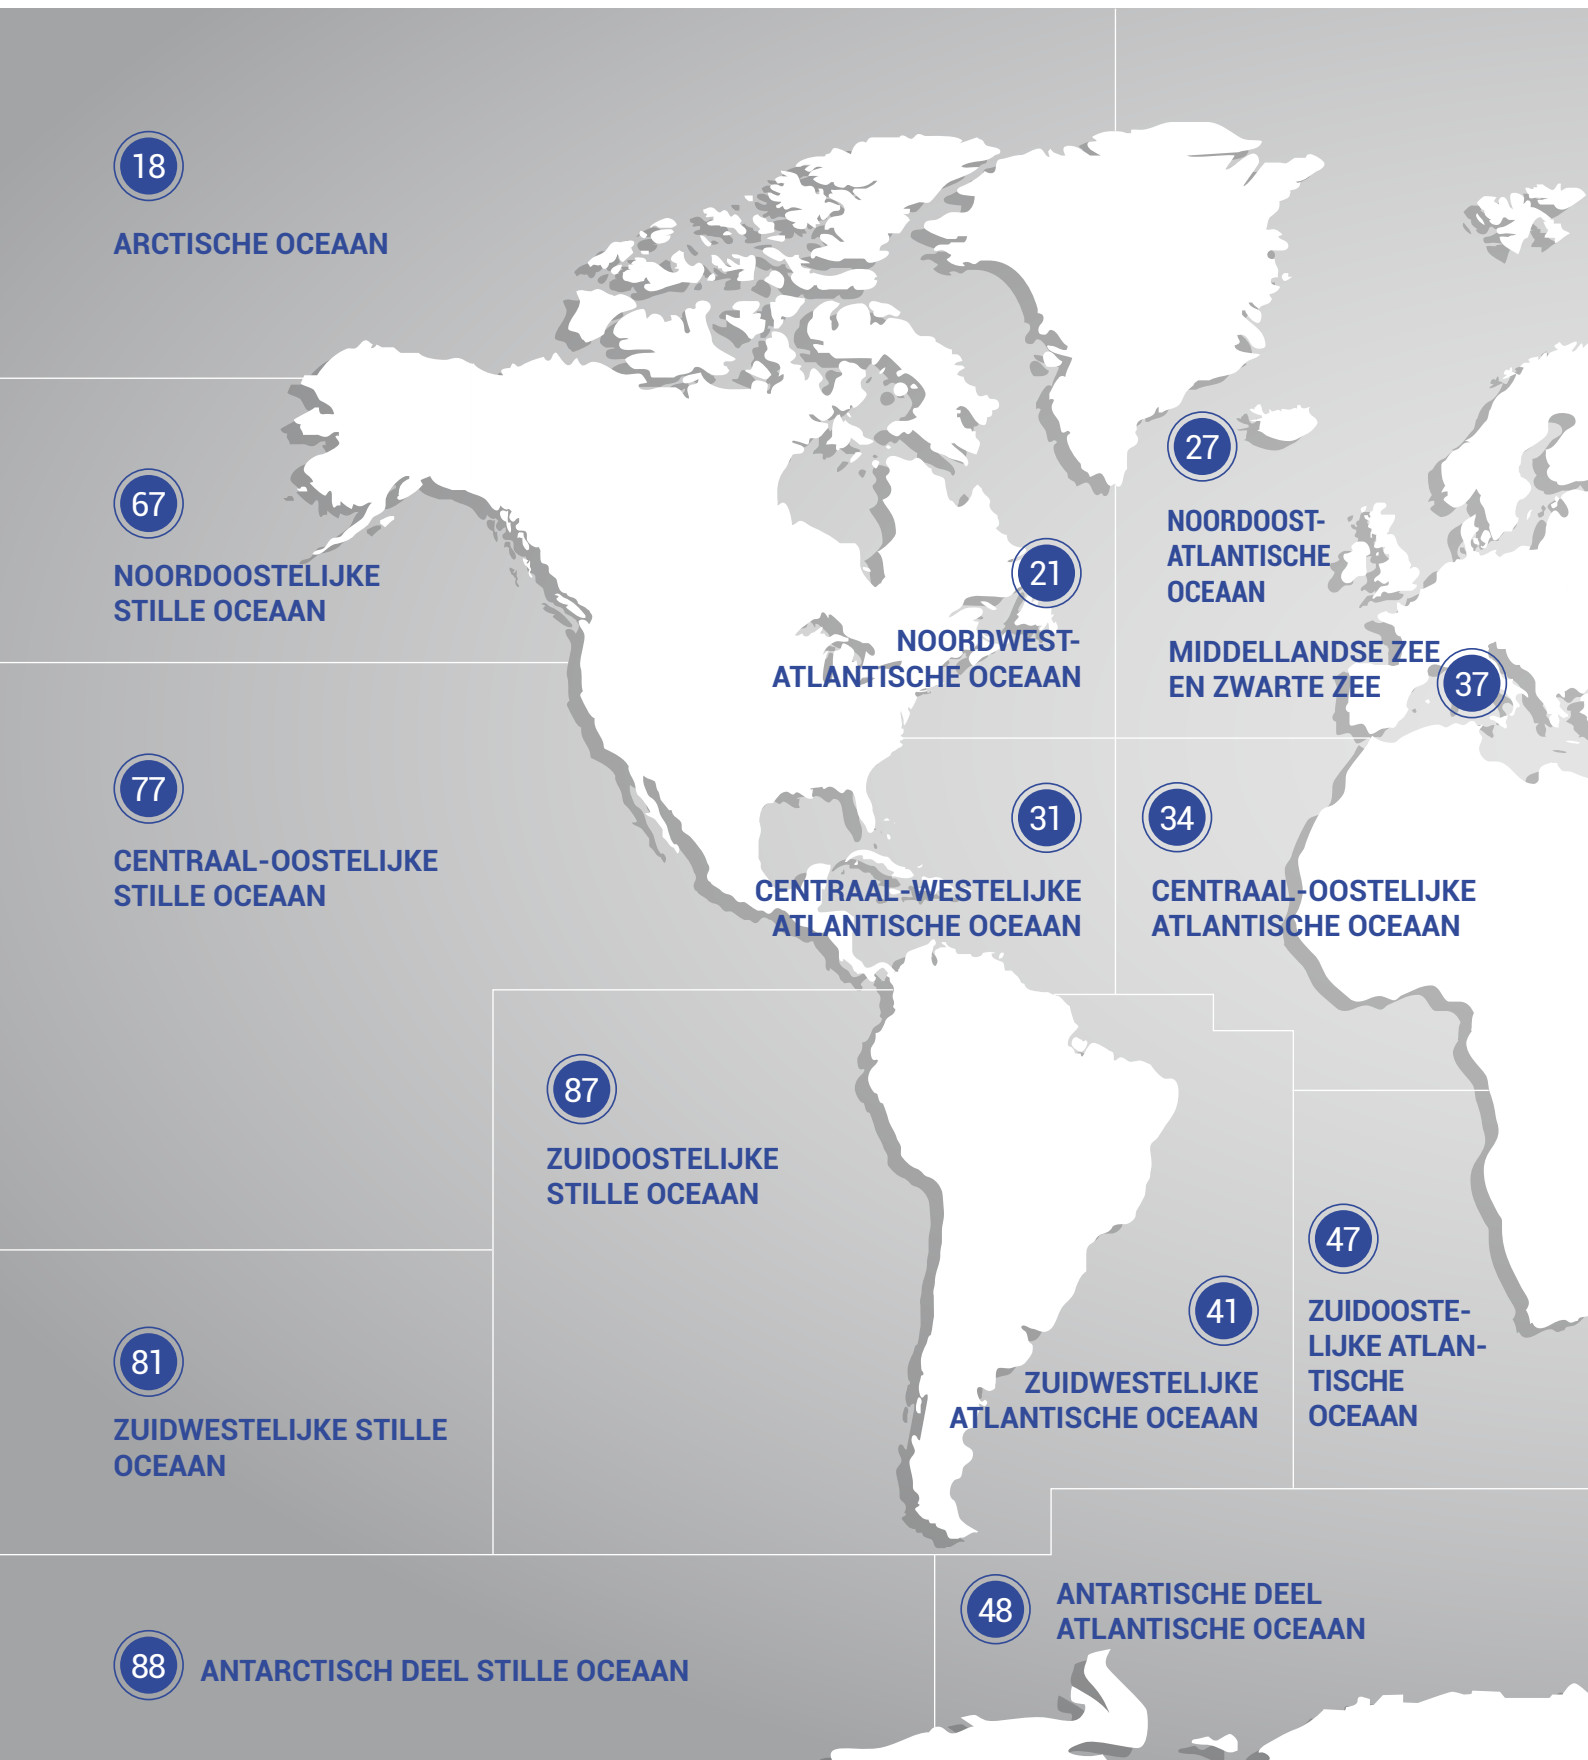 18
ARCTISCHE OCEAAN
67
NOORDOOSTELIJKE
STILLE OCEAAN
27
NOORDOOST-
ATLANTISCHE
OCEAAN
21
NOORDWEST-
ATLANTISCHE OCEAAN
MIDDELLANDSE ZEE
EN ZWARTE ZEE
37
77
CENTRAAL-OOSTELIJKE
STILLE OCEAAN
31
CENTRAAL-WESTELIJKE
ATLANTISCHE OCEAAN
34
CENTRAAL-OOSTELIJKE
ATLANTISCHE OCEAAN
87
ZUIDOOSTELIJKE
STILLE OCEAAN
47
ZUIDOOSTE-
LIJKE ATLAN-
TISCHE
OCEAAN
41
ZUIDWESTELIJKE
ATLANTISCHE OCEAAN
81
ZUIDWESTELIJKE STILLE
OCEAAN
48
ANTARTISCHE DEEL
ATLANTISCHE OCEAAN
88
ANTARCTISCH DEEL STILLE OCEAAN